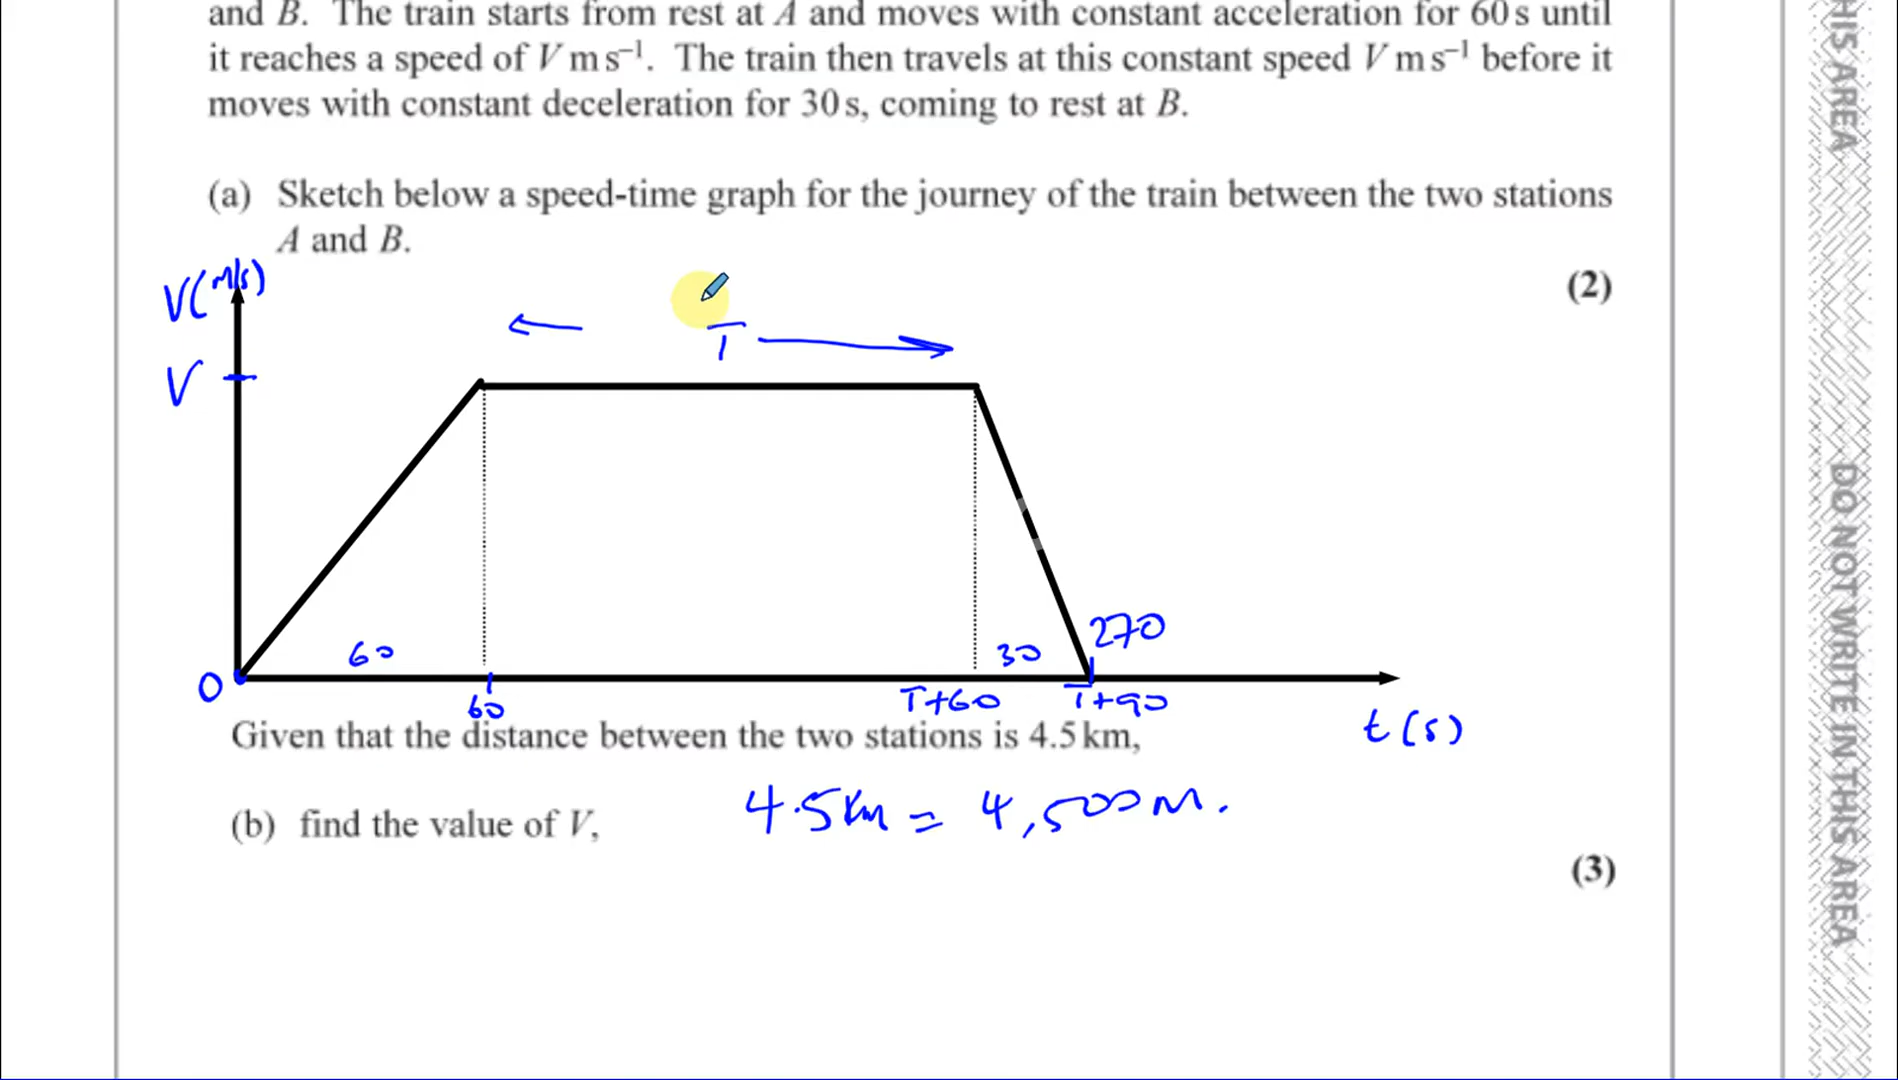 and B. The train starts from rest at A and moves with constant acceleration for 60 s until
it reaches a speed of V m s⁻¹. The train then travels at this constant speed V m s⁻¹ before it
moves with constant deceleration for 30 s, coming to rest at B.
(a) Sketch below a speed-time graph for the journey of the train between the two stations
A and B.
(2)
V(m/s)
T
V
270
60
30
0
60
T+60
T+90
t(s)
Given that the distance between the two stations is 4.5 km,
4.5km = 4,500m.
(b) find the value of V,
(3)
HIS AREA
DO NOT WRITE IN THIS AREA